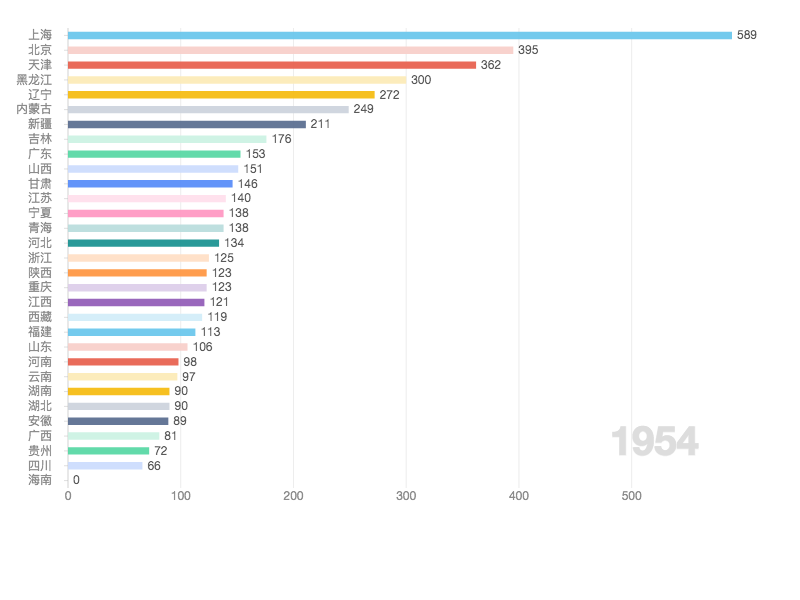 上海 589
北京 395
天津 362
黑龙江 300
辽宁 272
内蒙古 249
新疆 211
吉林 176
广东 153
山西 151
甘肃 146
江苏 140
宁夏 138
青海 138
河北 134
浙江 125
陕西 123
重庆 123
江西 121
西藏 119
福建 113
山东 106
河南 98
云南 97
湖南 90
湖北 90
安徽 89
广西 81
贵州 72
四川 66
海南 0
1954
0 100 200 300 400 500